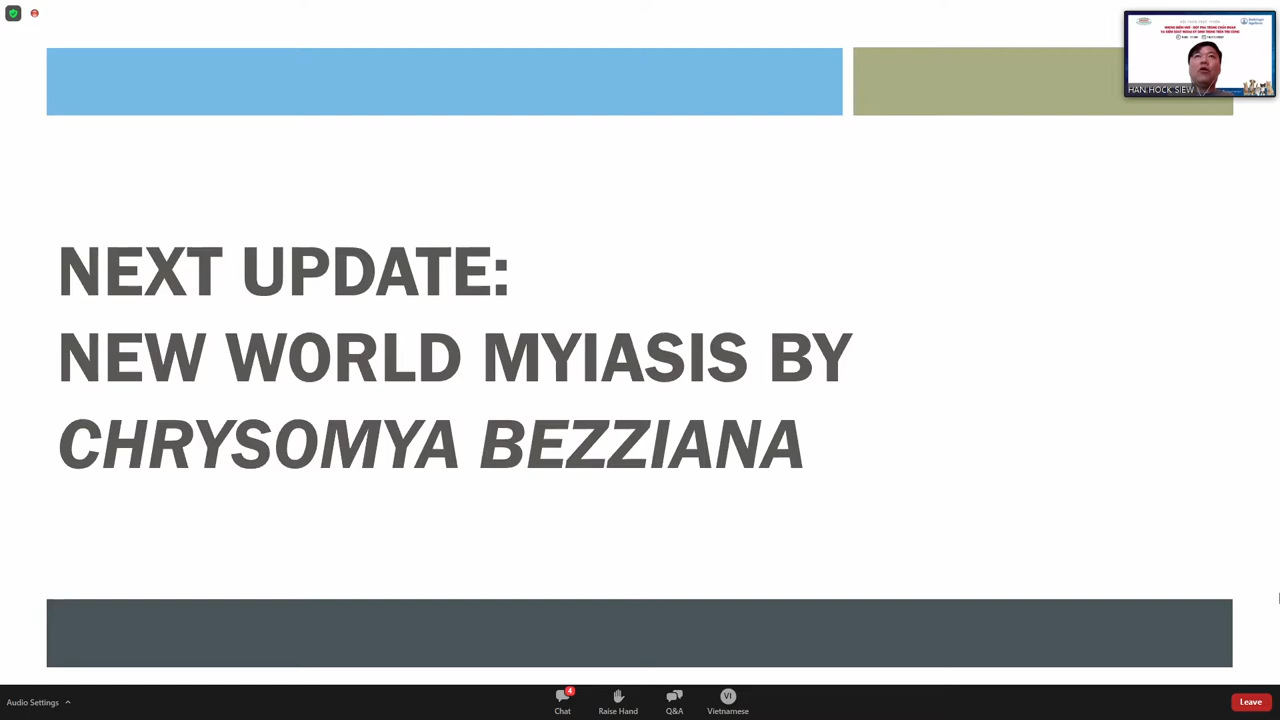 NEXT UPDATE:
NEW WORLD MYIASIS BY
CHRYSOMYA BEZZIANA
HAN HOCK SIEW
Audio Settings
4
Chat
Raise Hand
Q&A
VI
Vietnamese
Leave